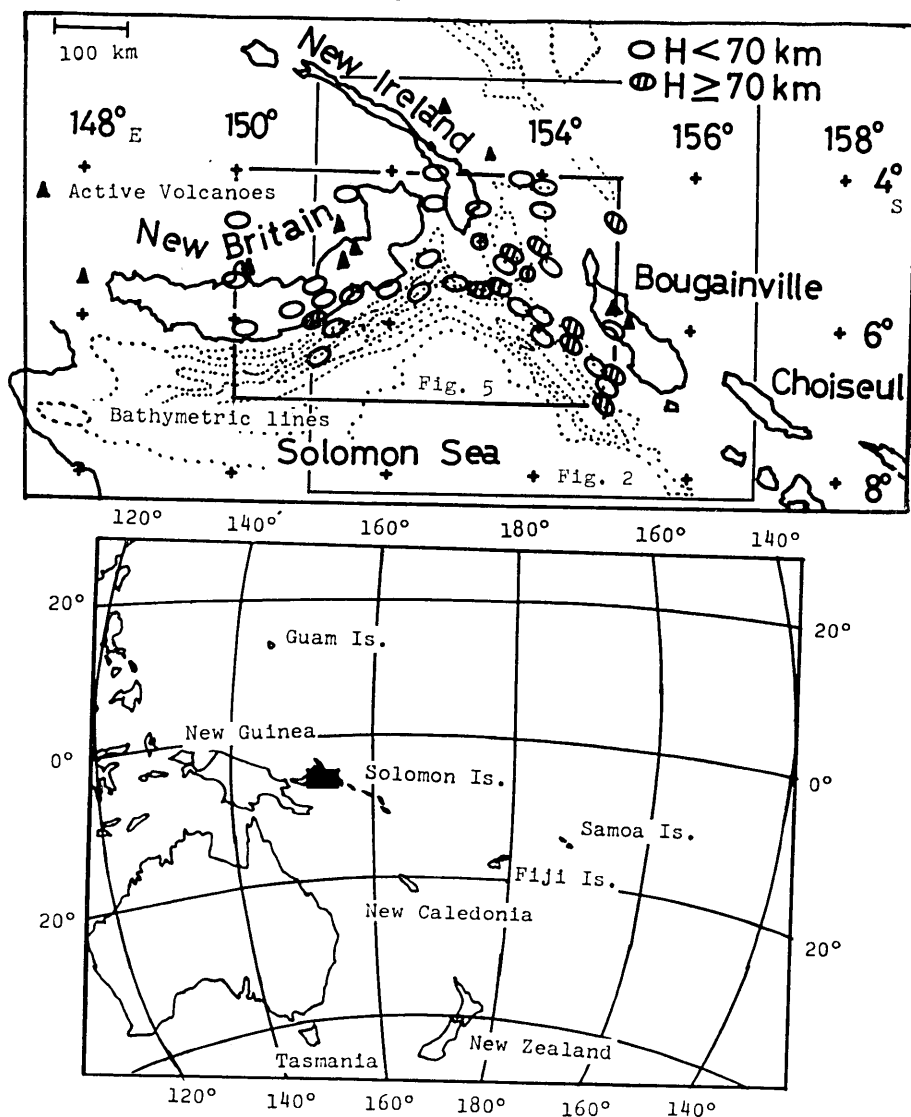 100 km
New Ireland
H < 70 km
H ≥ 70 km
148° E 150° 154° 156° 158°
4° S
Active Volcanoes
New Britain
Bougainville
6°
Fig. 5
Choiseul
Bathymetric lines
Solomon Sea
Fig. 2
8°
120° 140° 160° 180° 160° 140°
20° 20°
Guam Is.
New Guinea
0° 0°
Solomon Is.
Samoa Is.
Fiji Is.
New Caledonia
20° 20°
New Zealand
Tasmania
120° 140° 160° 180° 160° 140°